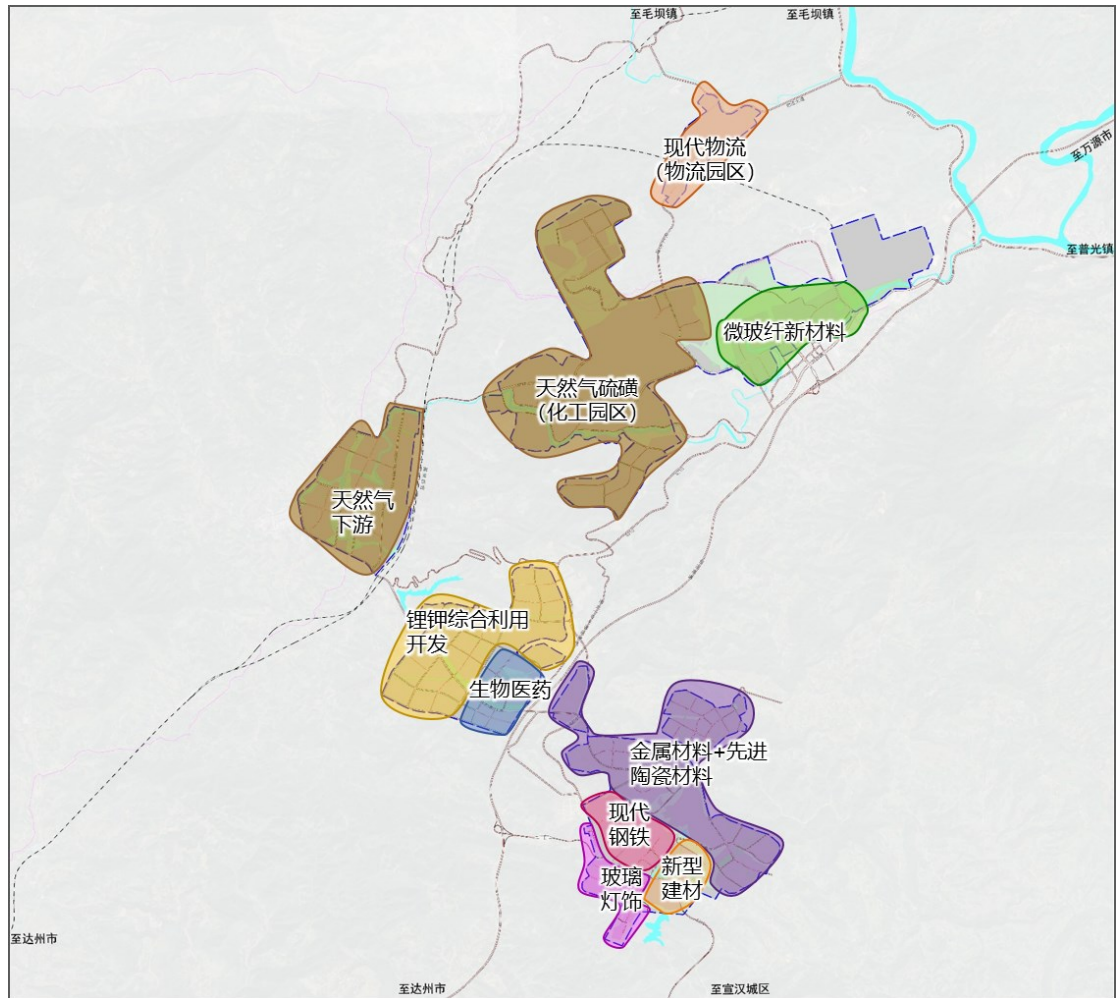 至毛坝镇
至毛坝镇
至万源市
现代物流
（物流园区）
至普光镇
微玻纤新材料
天然气硫磺
（化工园区）
天然气
下游
锂钾综合利用
开发
生物医药
金属材料+先进
陶瓷材料
现代
钢铁
新型
建材
玻璃
灯饰
至达州市
至达州市
至宣汉城区